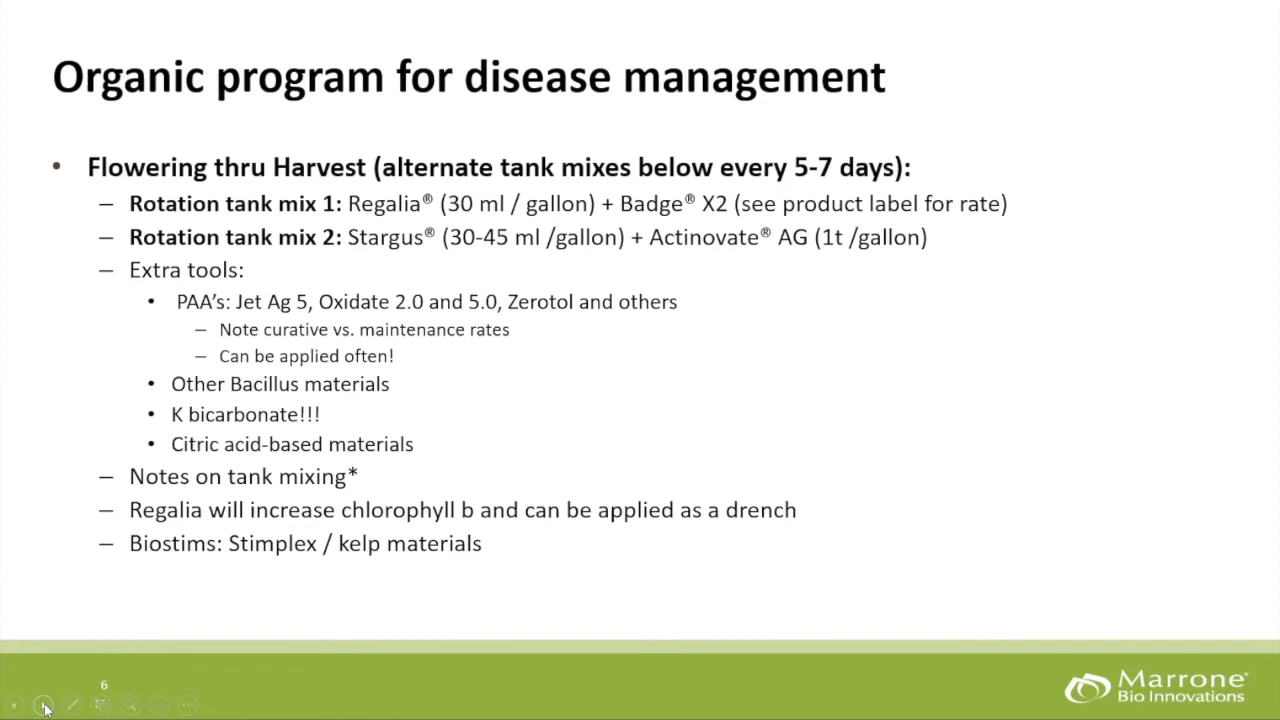 Organic program for disease management
• Flowering thru Harvest (alternate tank mixes below every 5-7 days):
– Rotation tank mix 1: Regalia® (30 ml / gallon) + Badge® X2 (see product label for rate)
– Rotation tank mix 2: Stargus® (30-45 ml /gallon) + Actinovate® AG (1t /gallon)
– Extra tools:
• PAA’s: Jet Ag 5, Oxidate 2.0 and 5.0, Zerotol and others
– Note curative vs. maintenance rates
– Can be applied often!
• Other Bacillus materials
• K bicarbonate!!!
• Citric acid-based materials
– Notes on tank mixing*
– Regalia will increase chlorophyll b and can be applied as a drench
– Biostims: Stimplex / kelp materials
6
Marrone®
Bio Innovations